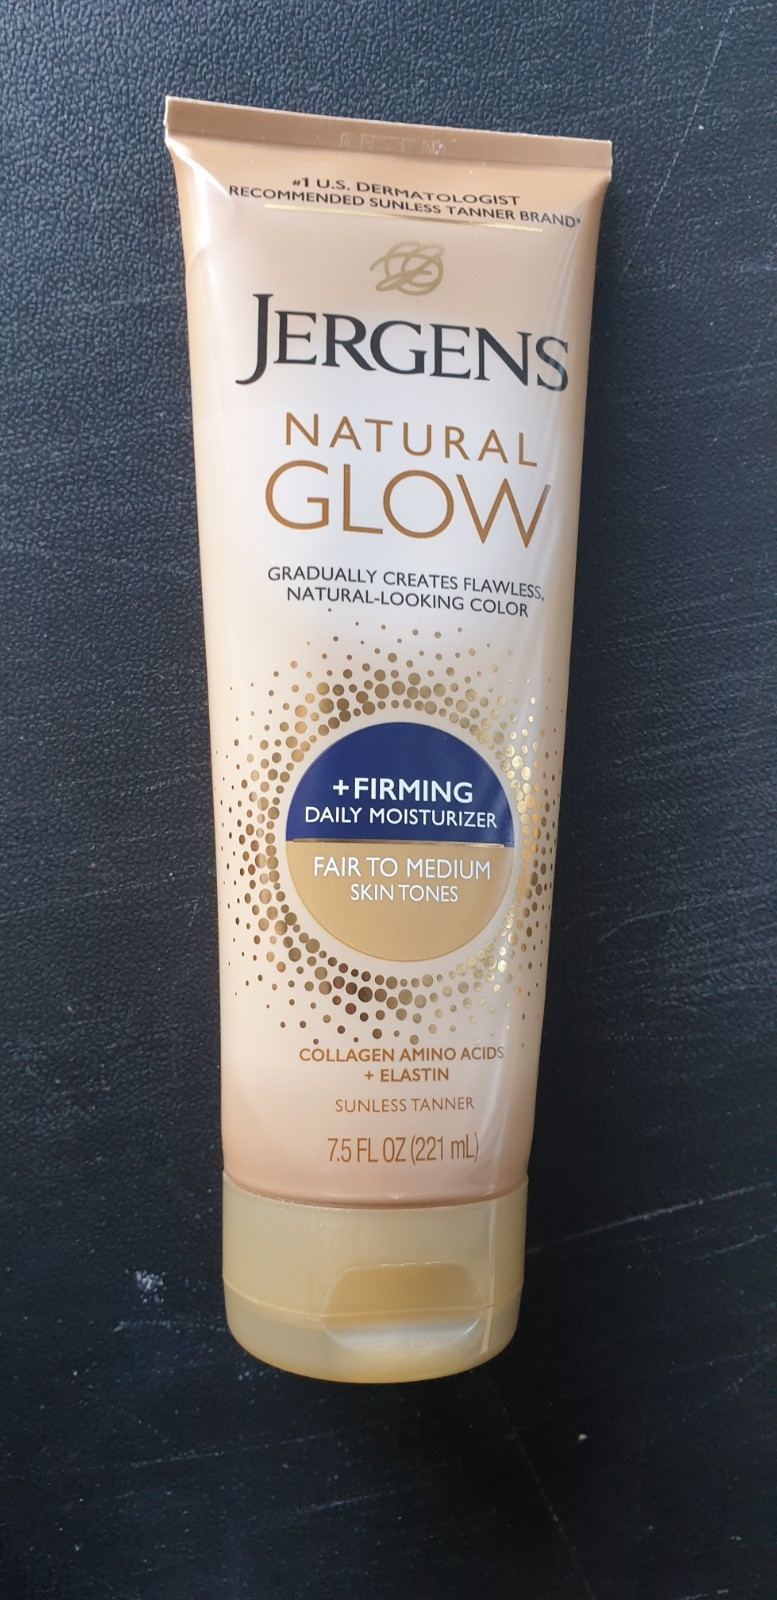 #1 U.S. DERMATOLOGIST
RECOMMENDED SUNLESS TANNER BRAND*
JERGENS
NATURAL
GLOW
GRADUALLY CREATES FLAWLESS,
NATURAL-LOOKING COLOR
+FIRMING
DAILY MOISTURIZER
FAIR TO MEDIUM
SKIN TONES
COLLAGEN AMINO ACIDS
+ ELASTIN
SUNLESS TANNER
7.5 FL OZ (221 mL)